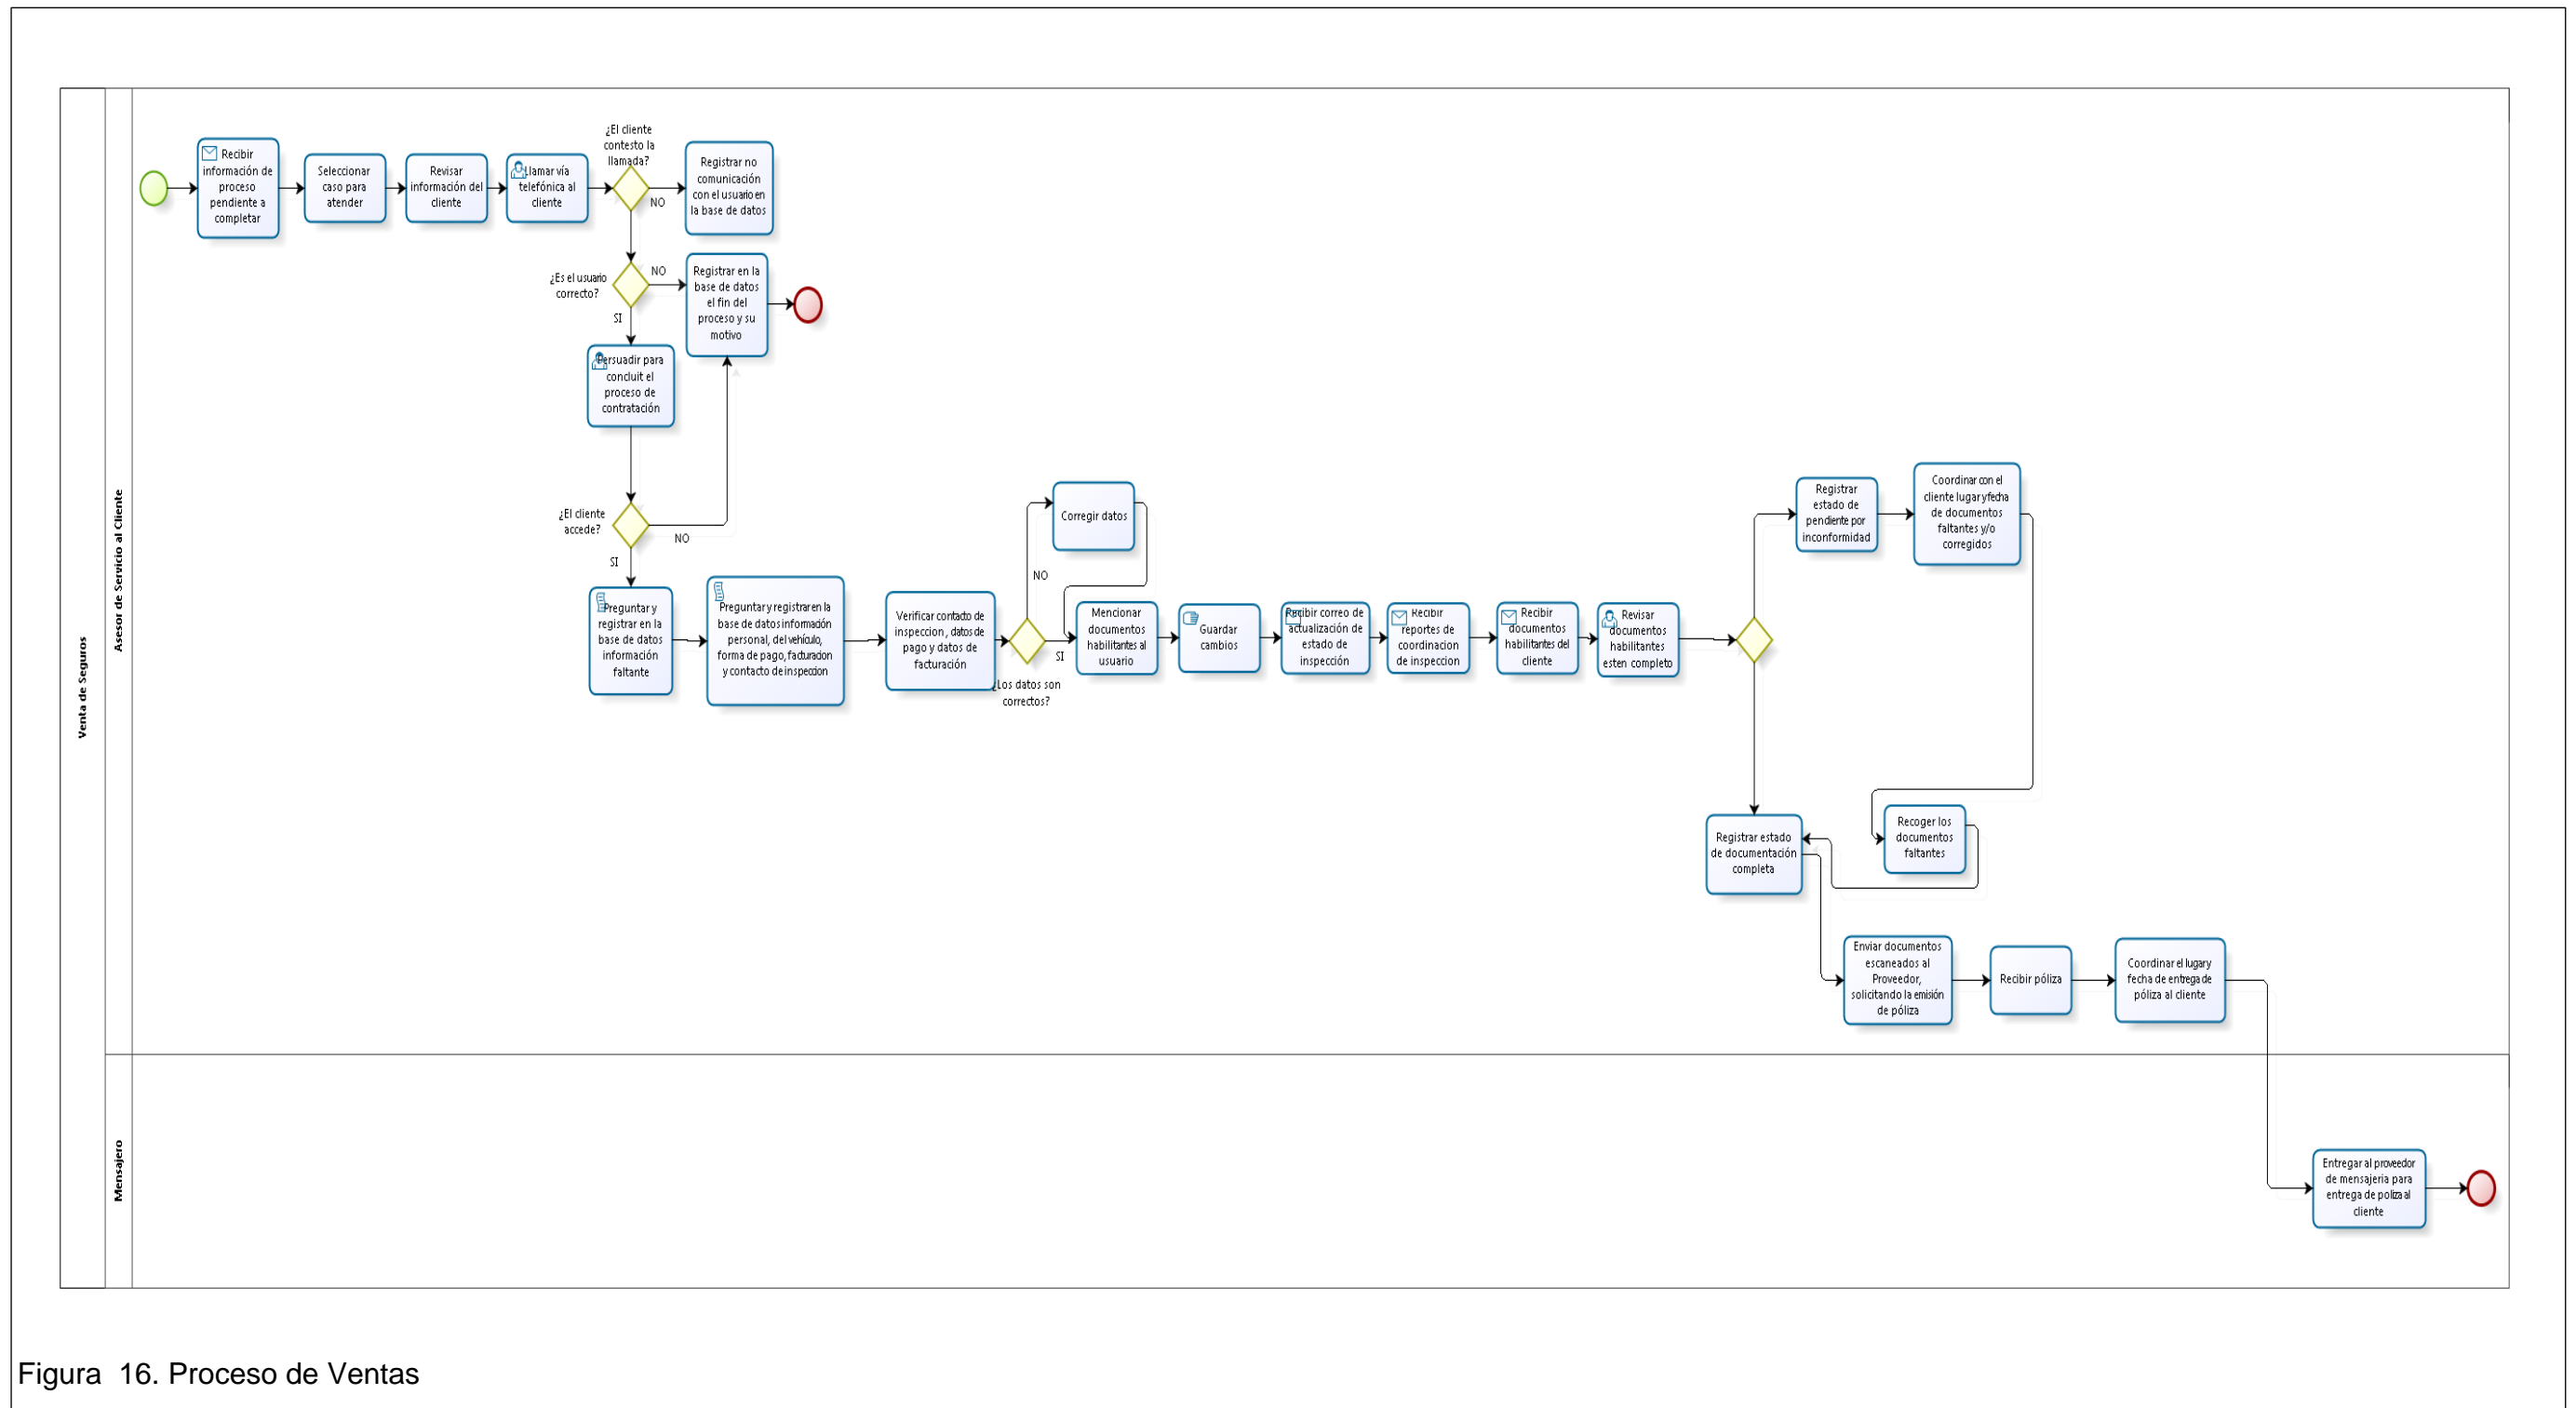 Venta de Seguros
Asesor de Servicio al Cliente
Recibir
información de
proceso
pendiente a
completar
Seleccionar
caso para
atender
Revisar
información del
cliente
Llamar vía
telefónica al
cliente
¿El cliente
contesto la
llamada?
NO
Registrar no
comunicación
con el usuario en
la base de datos
¿Es el usuario
correcto?
NO
SI
Registrar en la
base de datos
el fin del
proceso y su
motivo
Persuadir para
concluit el
proceso de
contratación
¿El cliente
accede?
NO
SI
Preguntar y
registrar en la
base de datos
información
faltante
Preguntar y registrar en la
base de datos información
personal, del vehículo,
forma de pago, facturacion
y contacto de inspeccion
Verificar contacto de
inspeccion , datos de
pago y datos de
facturación
¿Los datos son
correctos?
NO
SI
Corregir datos
Mencionar
documentos
habilitantes al
usuario
Guardar
cambios
Recibir correo de
actualización de
estado de
inspección
Recibir
reportes de
coordinacion
de inspeccion
Recibir
documentos
habilitantes del
cliente
Revisar
documentos
habilitantes
esten completo
Registrar
estado de
pendiente por
inconformidad
Coordinar con el
cliente lugar y fecha
de documentos
faltantes y/o
corregidos
Recoger los
documentos
faltantes
Registrar estado
de documentación
completa
Enviar documentos
escaneados al
Proveedor,
solicitando la emisión
de póliza
Recibir póliza
Coordinar el lugar y
fecha de entrega de
póliza al cliente
Mensajero
Entregar al proveedor
de mensajeria para
entrega de poliza al
cliente
Figura 16. Proceso de Ventas